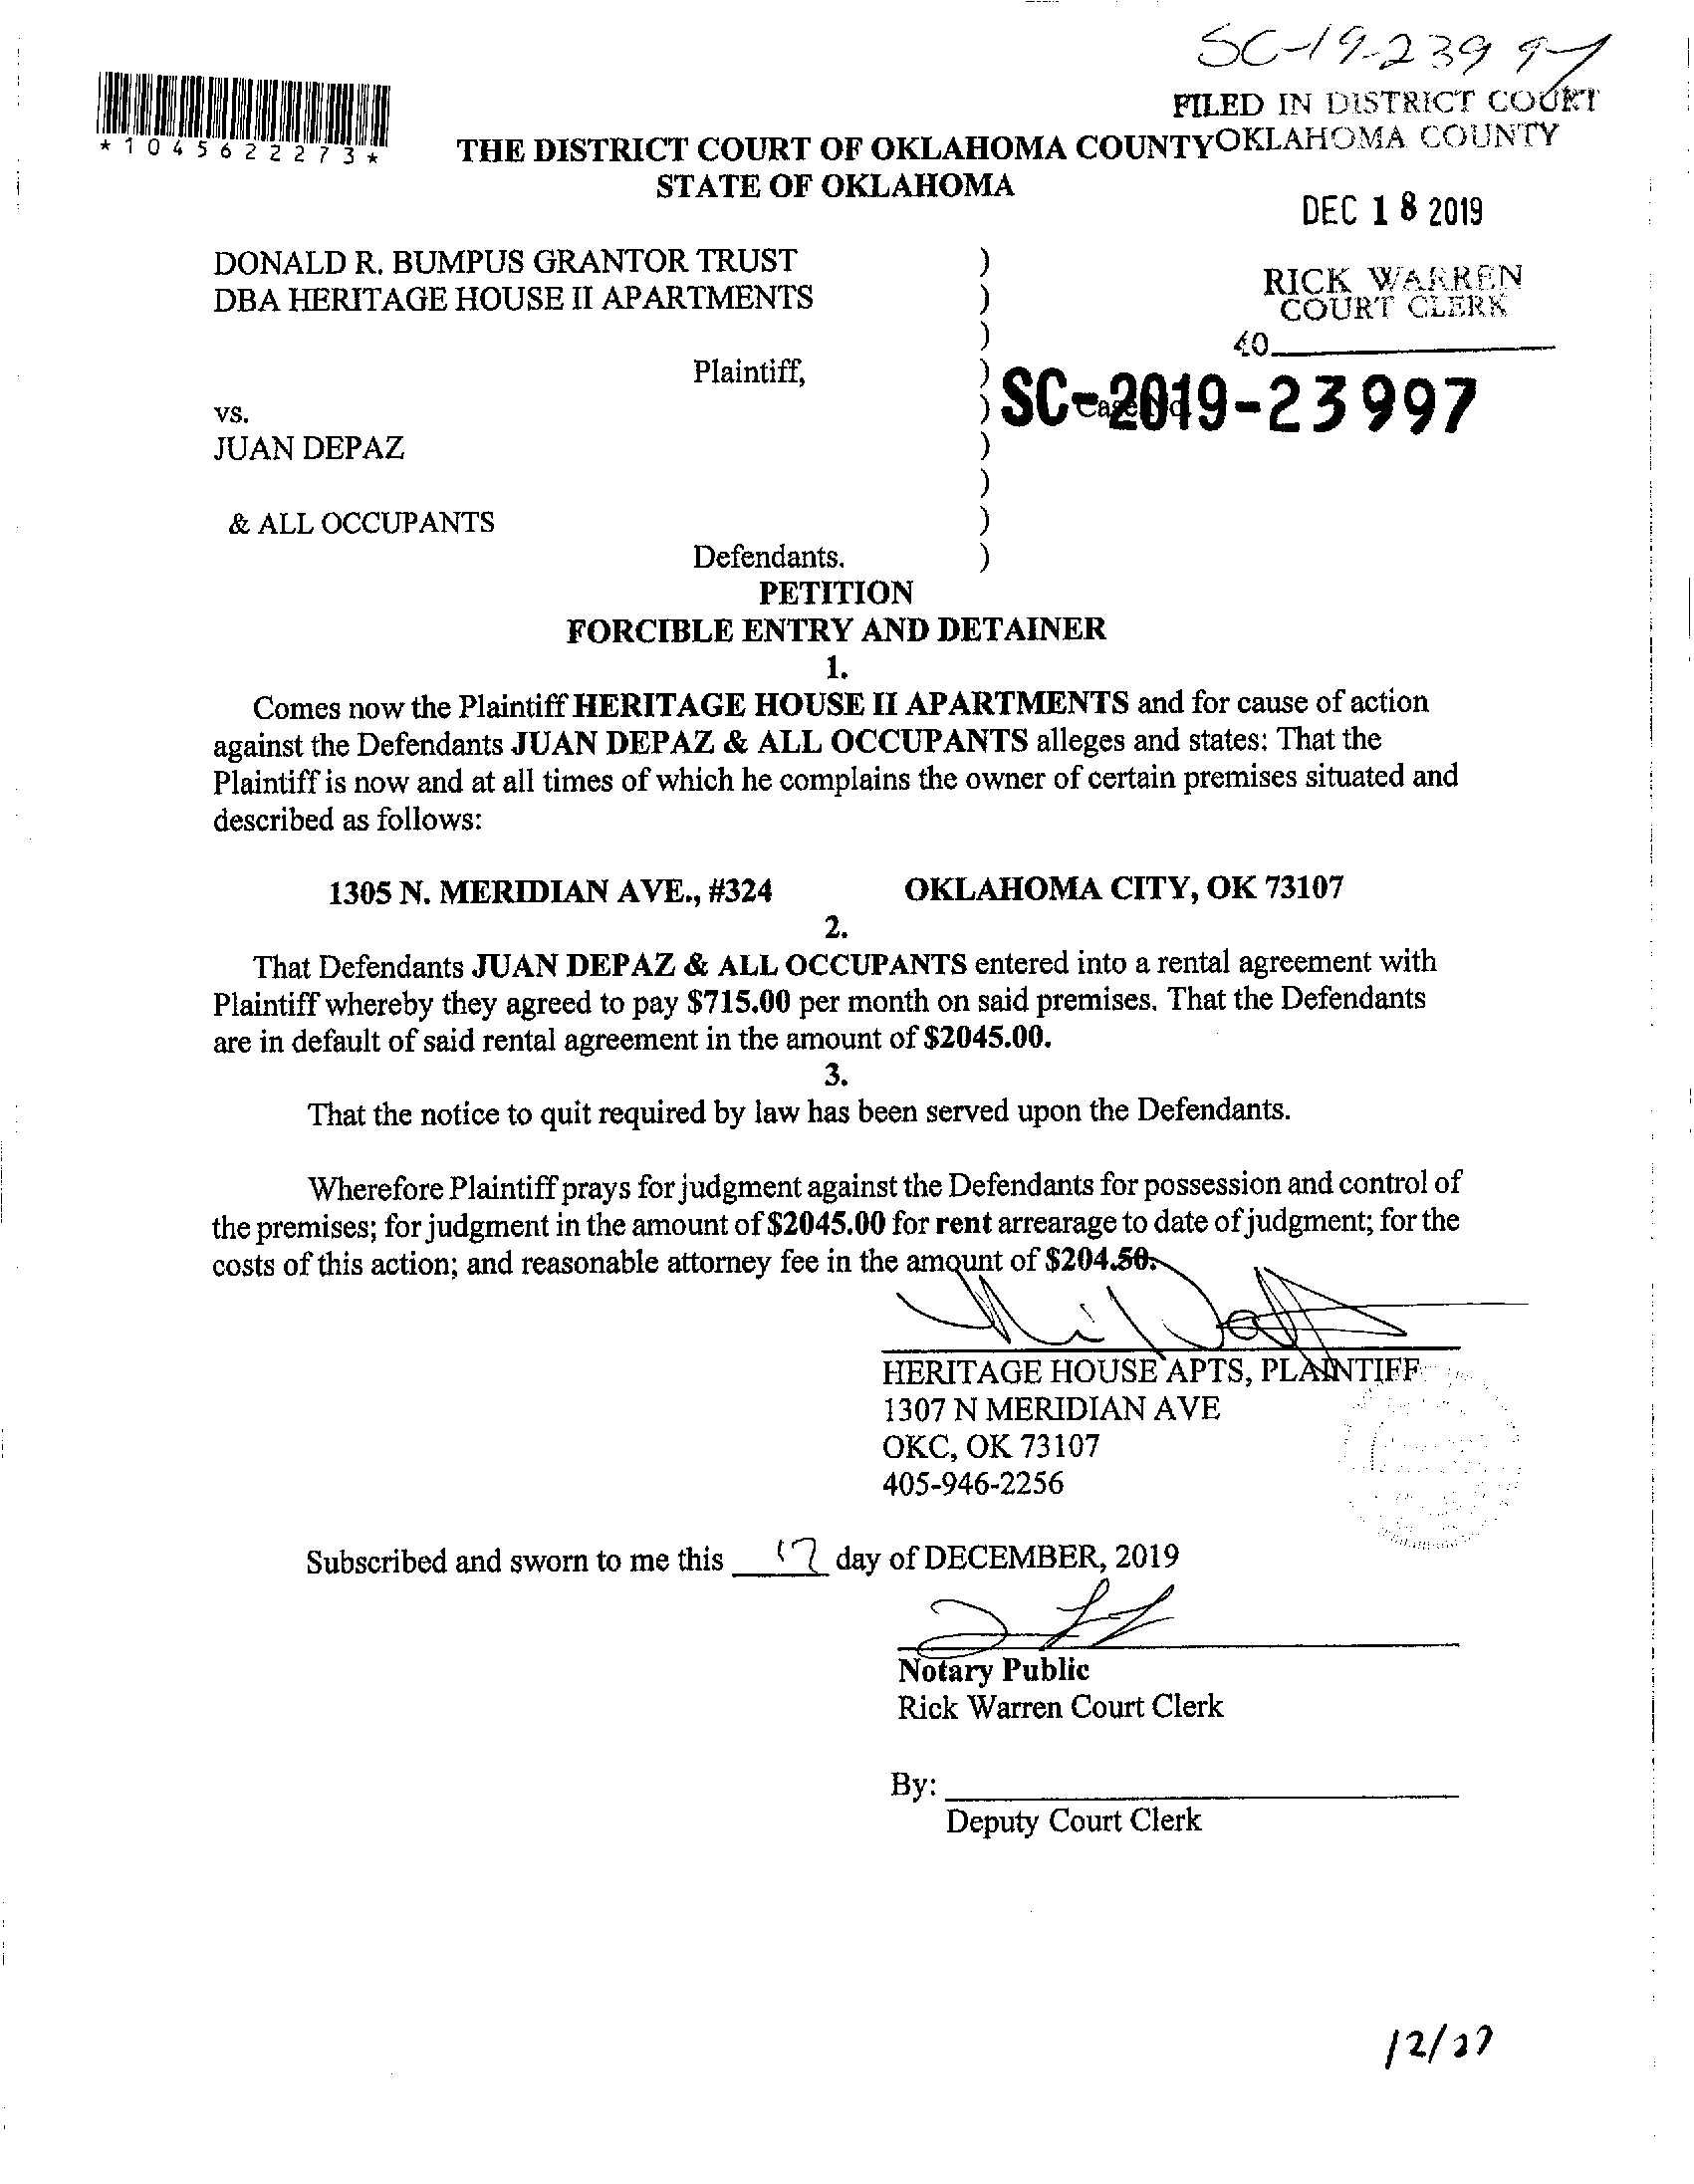 SC-19-23997
FILED IN DISTRICT COURT
*1045622273*
THE DISTRICT COURT OF OKLAHOMA COUNTY OKLAHOMA COUNTY
STATE OF OKLAHOMA
DEC 18 2019
DONALD R. BUMPUS GRANTOR TRUST )
DBA HERITAGE HOUSE II APARTMENTS )
RICK WARREN
COURT CLERK
)
40
Plaintiff, )
vs. ) SC-2019-23997
JUAN DEPAZ )
)
& ALL OCCUPANTS )
Defendants. )
PETITION
FORCIBLE ENTRY AND DETAINER
1.
Comes now the Plaintiff HERITAGE HOUSE II APARTMENTS and for cause of action
against the Defendants JUAN DEPAZ & ALL OCCUPANTS alleges and states: That the
Plaintiff is now and at all times of which he complains the owner of certain premises situated and
described as follows:
1305 N. MERIDIAN AVE., #324 OKLAHOMA CITY, OK 73107
2.
That Defendants JUAN DEPAZ & ALL OCCUPANTS entered into a rental agreement with
Plaintiff whereby they agreed to pay $715.00 per month on said premises. That the Defendants
are in default of said rental agreement in the amount of $2045.00.
3.
That the notice to quit required by law has been served upon the Defendants.
Wherefore Plaintiff prays for judgment against the Defendants for possession and control of
the premises; for judgment in the amount of $2045.00 for rent arrearage to date of judgment; for the
costs of this action; and reasonable attorney fee in the amount of $204.50.
HERITAGE HOUSE APTS, PLAINTIFF
1307 N MERIDIAN AVE
OKC, OK 73107
405-946-2256
Subscribed and sworn to me this 17 day of DECEMBER, 2019
Notary Public
Rick Warren Court Clerk
By:
Deputy Court Clerk
12/27